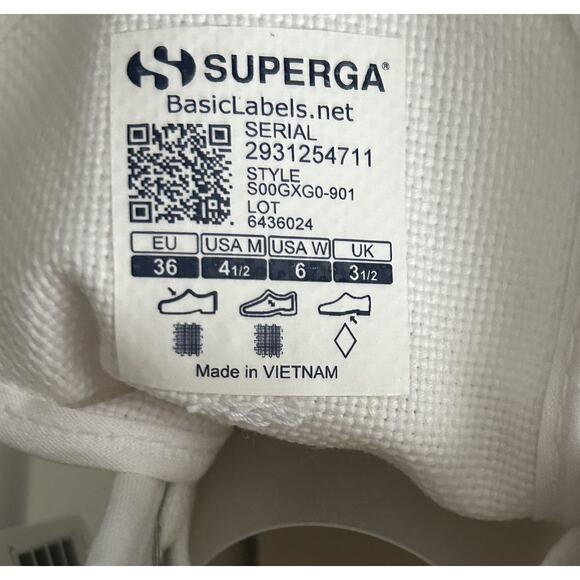 SUPERGA®
BasicLabels.net
SERIAL
2931254711
STYLE
S00GXG0-901
LOT
6436024
EU USA M USA W UK
36 4 1/2 6 3 1/2
Made in VIETNAM